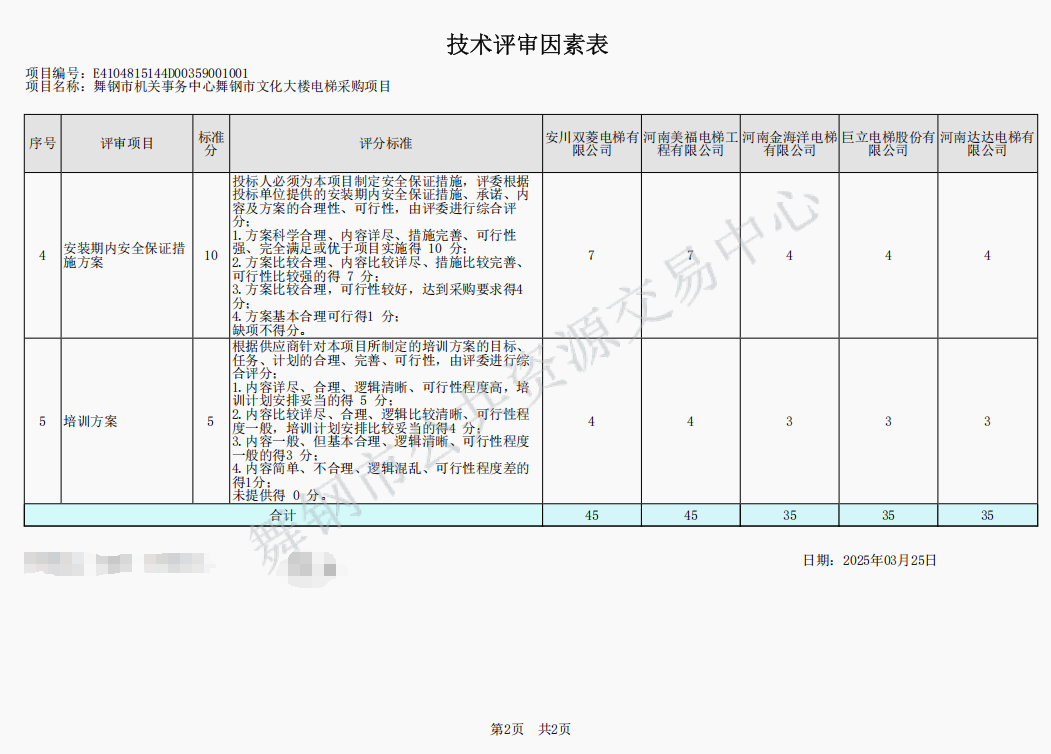 技术评审因素表
项目编号：E4104815144D00359001001
项目名称：舞钢市机关事务中心舞钢市文化大楼电梯采购项目
序号 评审项目 标准分 评分标准 安川双菱电梯有限公司 河南美福电梯工程有限公司 河南金海洋电梯有限公司 巨立电梯股份有限公司 河南达达电梯有限公司
4 安装期内安全保证措施方案 10
投标人必须为本项目制定安全保证措施，评委根据
投标单位提供的安装期内安全保证措施、承诺、内
容及方案的合理性、可行性，由评委进行综合评
分；
1.方案科学合理、内容详尽、措施完善、可行性
强、完全满足或优于项目实施得 10 分；
2.方案比较合理、内容比较详尽、措施比较完善、
可行性比较强的得 7 分；
3.方案比较合理，可行性较好，达到采购要求得4
分；
4.方案基本合理可行得1 分；
缺项不得分。
7 7 4 4 4
5 培训方案 5
根据供应商针对本项目所制定的培训方案的目标、
任务、计划的合理、完善、可行性，由评委进行综
合评分；
1.内容详尽、合理、逻辑清晰、可行性程度高，培
训计划安排妥当的得 5 分；
2.内容比较详尽、合理、逻辑比较清晰、可行性程
度一般，培训计划安排比较妥当的得4 分；
3.内容一般、但基本合理、逻辑清晰、可行性程度
一般的得3 分；
4.内容简单、不合理、逻辑混乱、可行性程度差的
得1分；
未提供得 0 分。
4 4 3 3 3
合计 45 45 35 35 35
舞钢市公共资源交易中心
日期：2025年03月25日
第2页 共2页